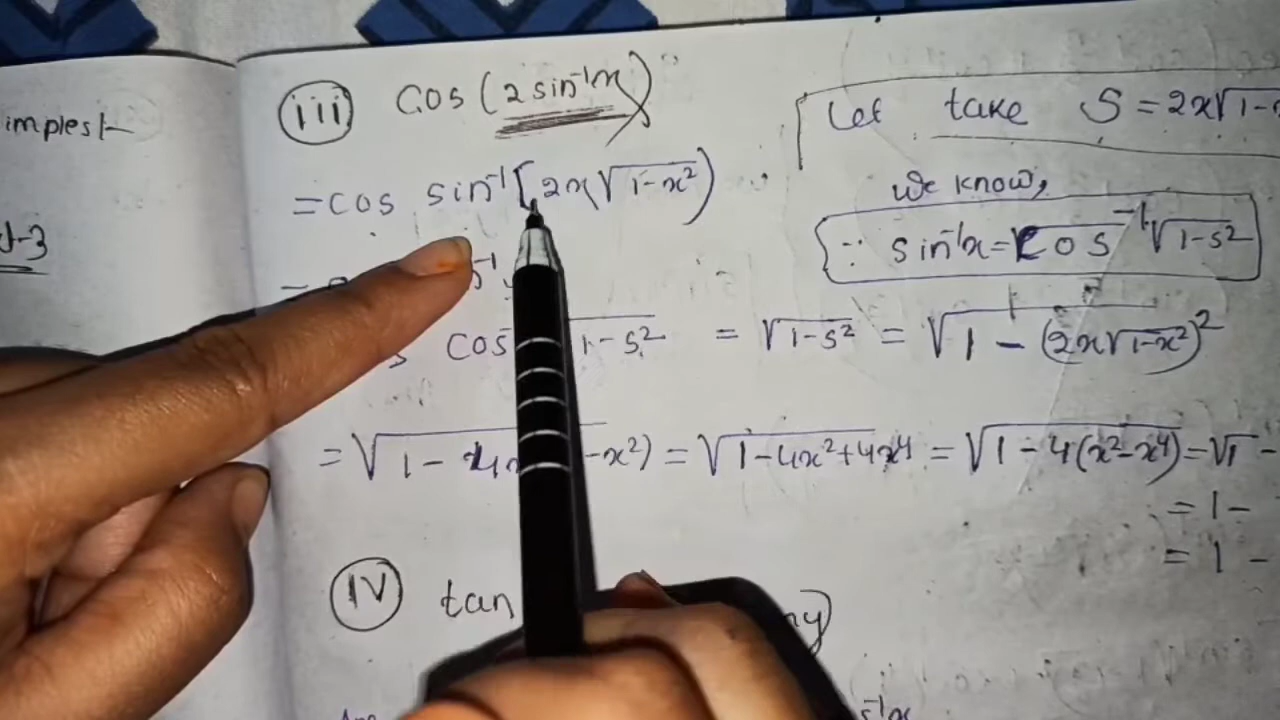 implest
d-3
(iii) Cos (2 sin⁻¹x)
= cos sin⁻¹[2x√1-x²)
Let take S = 2x√1-
we know,
∵ sin⁻¹x = Cos⁻¹√1-s²
cos √1-s² = √1-s² = √1 - (2x√1-x²)²
= √1 - 4x -x²) = √1-4x²+4x⁴ = √1-4(x²-x⁴) = √1 -
= 1 -
= 1 -
(IV) tan y)
s⁻¹x